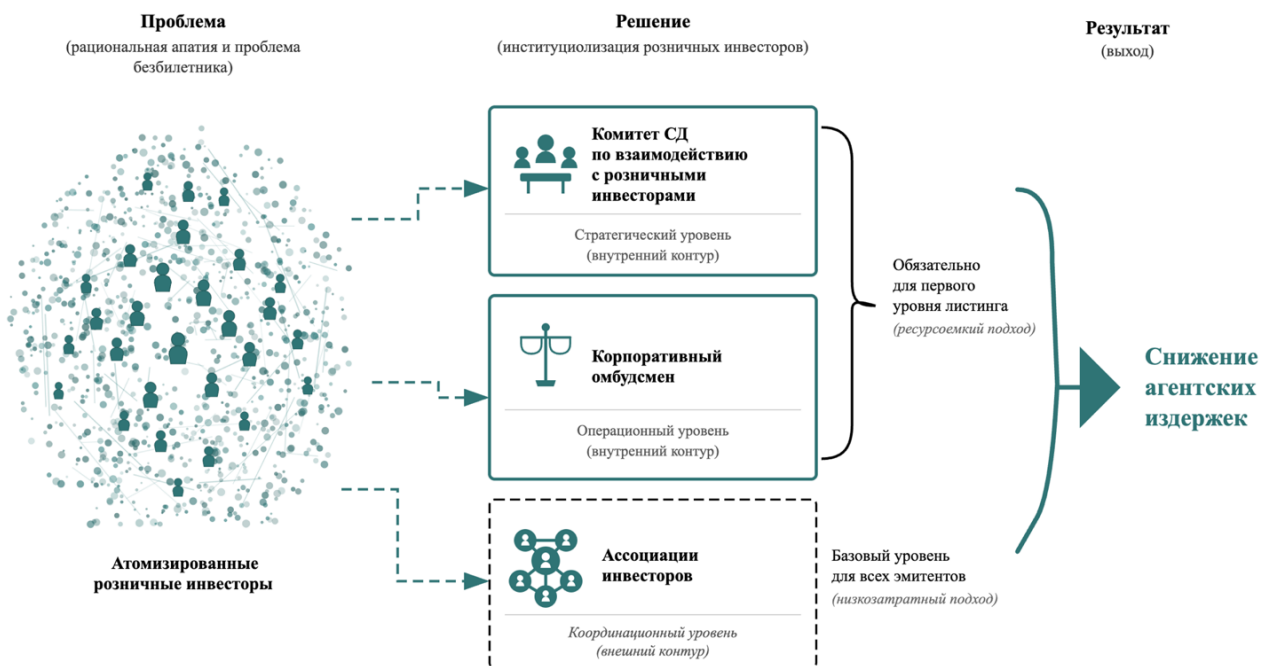 Проблема
(рациональная апатия и проблема
безбилетника)
Атомизированные
розничные инвесторы
Решение
(институциолизация розничных инвесторов)
Комитет СД
по взаимодействию
с розничными
инвесторами
Стратегический уровень
(внутренний контур)
Корпоративный
омбудсмен
Операционный уровень
(внутренний контур)
Ассоциации
инвесторов
Координационный уровень
(внешний контур)
Обязательно
для первого
уровня листинга
(ресурсоемкий подход)
Базовый уровень
для всех эмитентов
(низкозатратный подход)
Результат
(выход)
Снижение
агентских
издержек